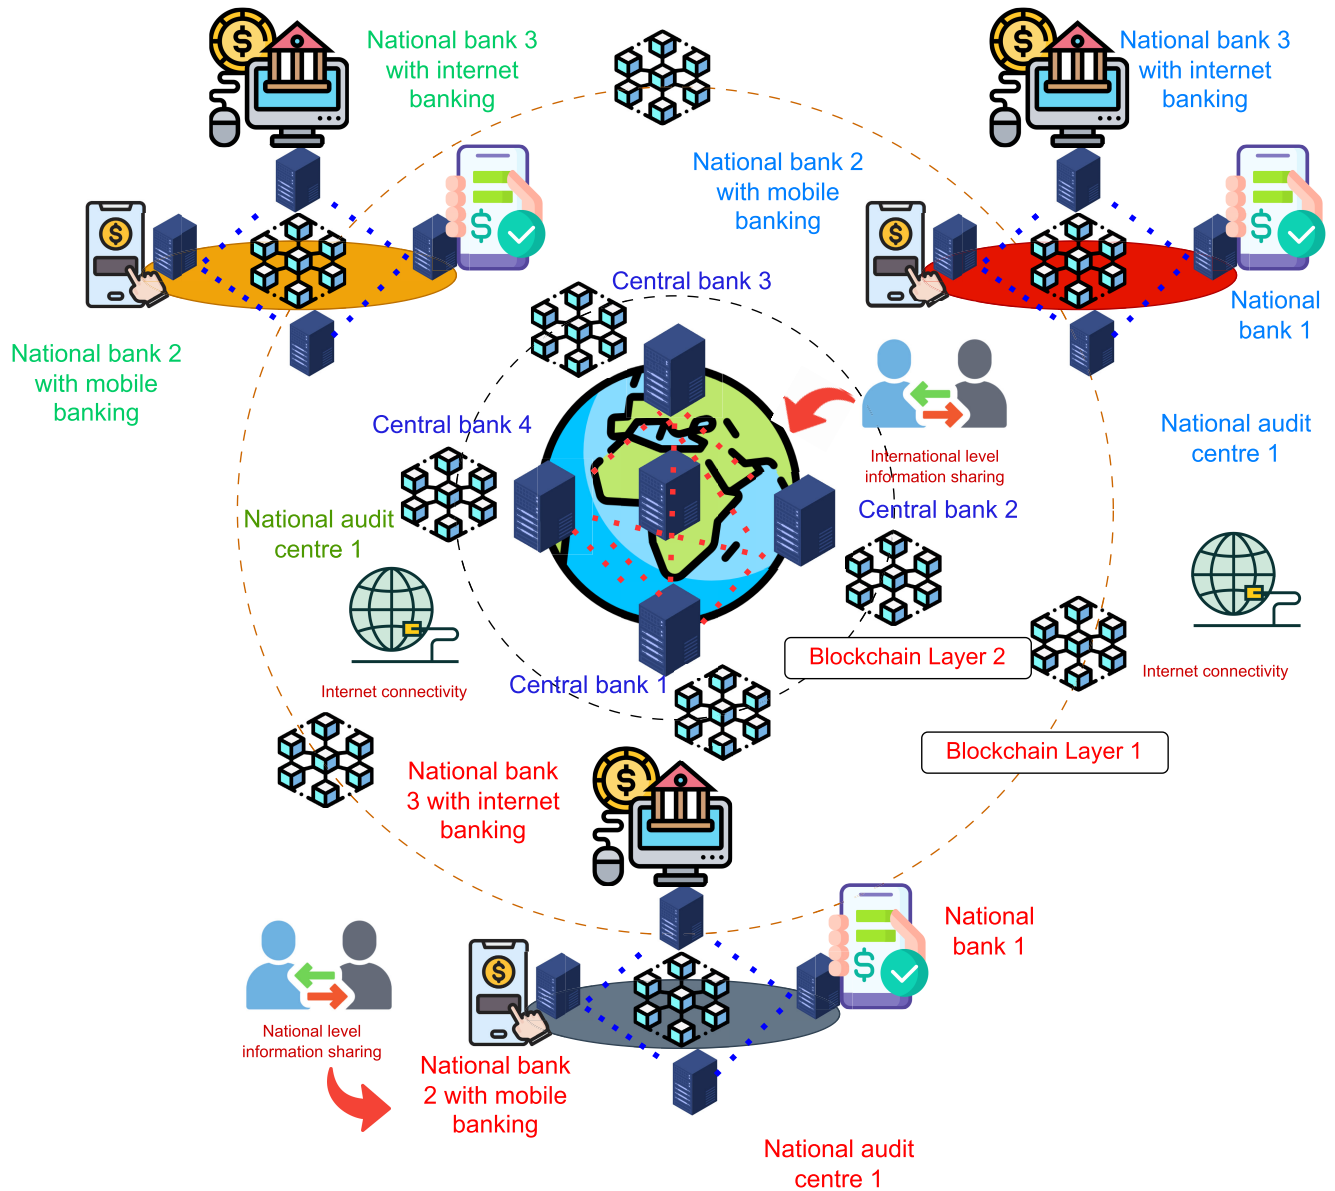 National bank 3
with internet
banking
National bank 3
with internet
banking
National bank 2
with mobile
banking
Central bank 3
National
bank 1
National bank 2
with mobile
banking
Central bank 4
National audit
centre 1
International level
information sharing
Central bank 2
National audit
centre 1
Internet connectivity
Blockchain Layer 2
Internet connectivity
Central bank 1
Blockchain Layer 1
National bank
3 with internet
banking
National
bank 1
National level
information sharing
National bank
2 with mobile
banking
National audit
centre 1